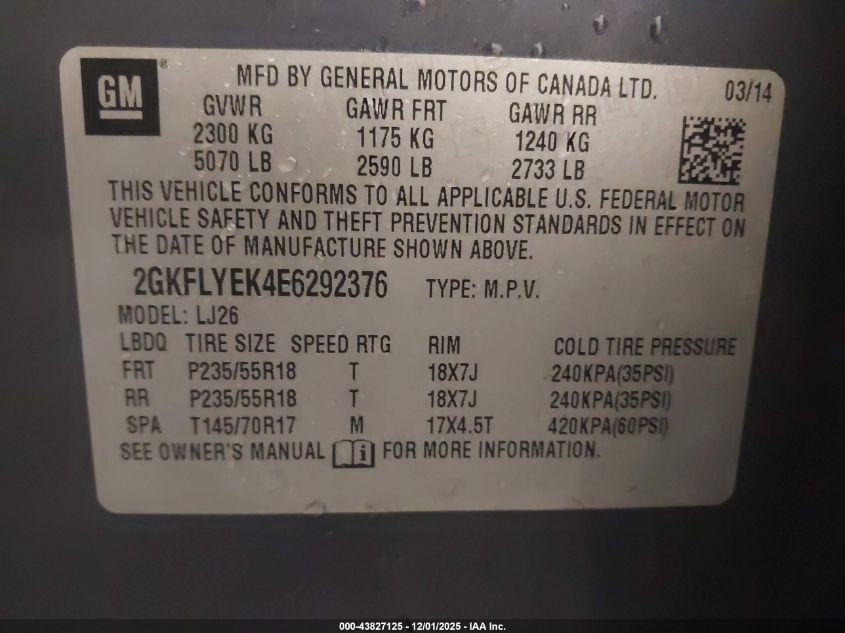 GM ® MFD BY GENERAL MOTORS OF CANADA LTD. 03/14
GVWR GAWR FRT GAWR RR
2300 KG 1175 KG 1240 KG
5070 LB 2590 LB 2733 LB
THIS VEHICLE CONFORMS TO ALL APPLICABLE U.S. FEDERAL MOTOR
VEHICLE SAFETY AND THEFT PREVENTION STANDARDS IN EFFECT ON
THE DATE OF MANUFACTURE SHOWN ABOVE.
2GKFLYEK4E6292376 TYPE: M.P.V.
MODEL: LJ26
LBDQ TIRE SIZE SPEED RTG RIM COLD TIRE PRESSURE
FRT P235/55R18 T 18X7J 240KPA(35PSI)
RR P235/55R18 T 18X7J 240KPA(35PSI)
SPA T145/70R17 M 17X4.5T 420KPA(60PSI)
SEE OWNER'S MANUAL i FOR MORE INFORMATION.
000-43827125 - 12/01/2025 - IAA Inc.